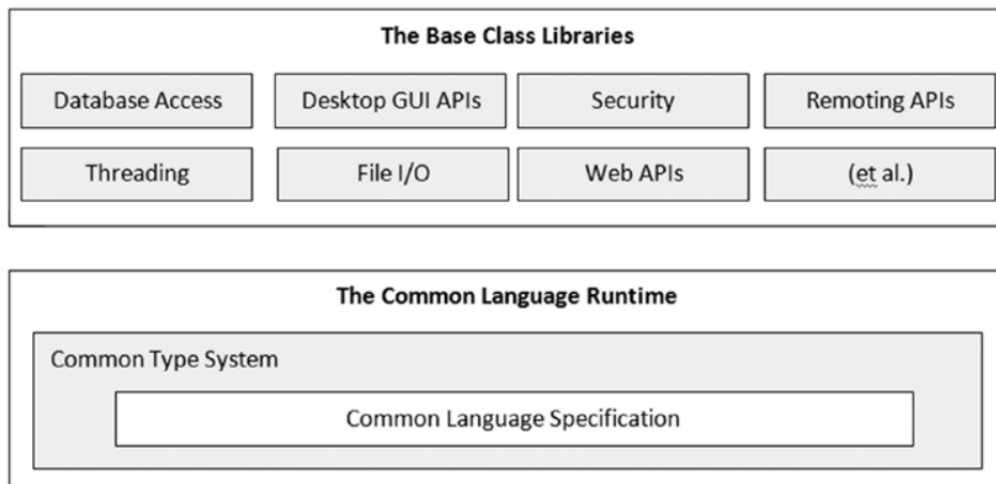 The Base Class Libraries
Database Access
Desktop GUI APIs
Security
Remoting APIs
Threading
File I/O
Web APIs
(et al.)
The Common Language Runtime
Common Type System
Common Language Specification